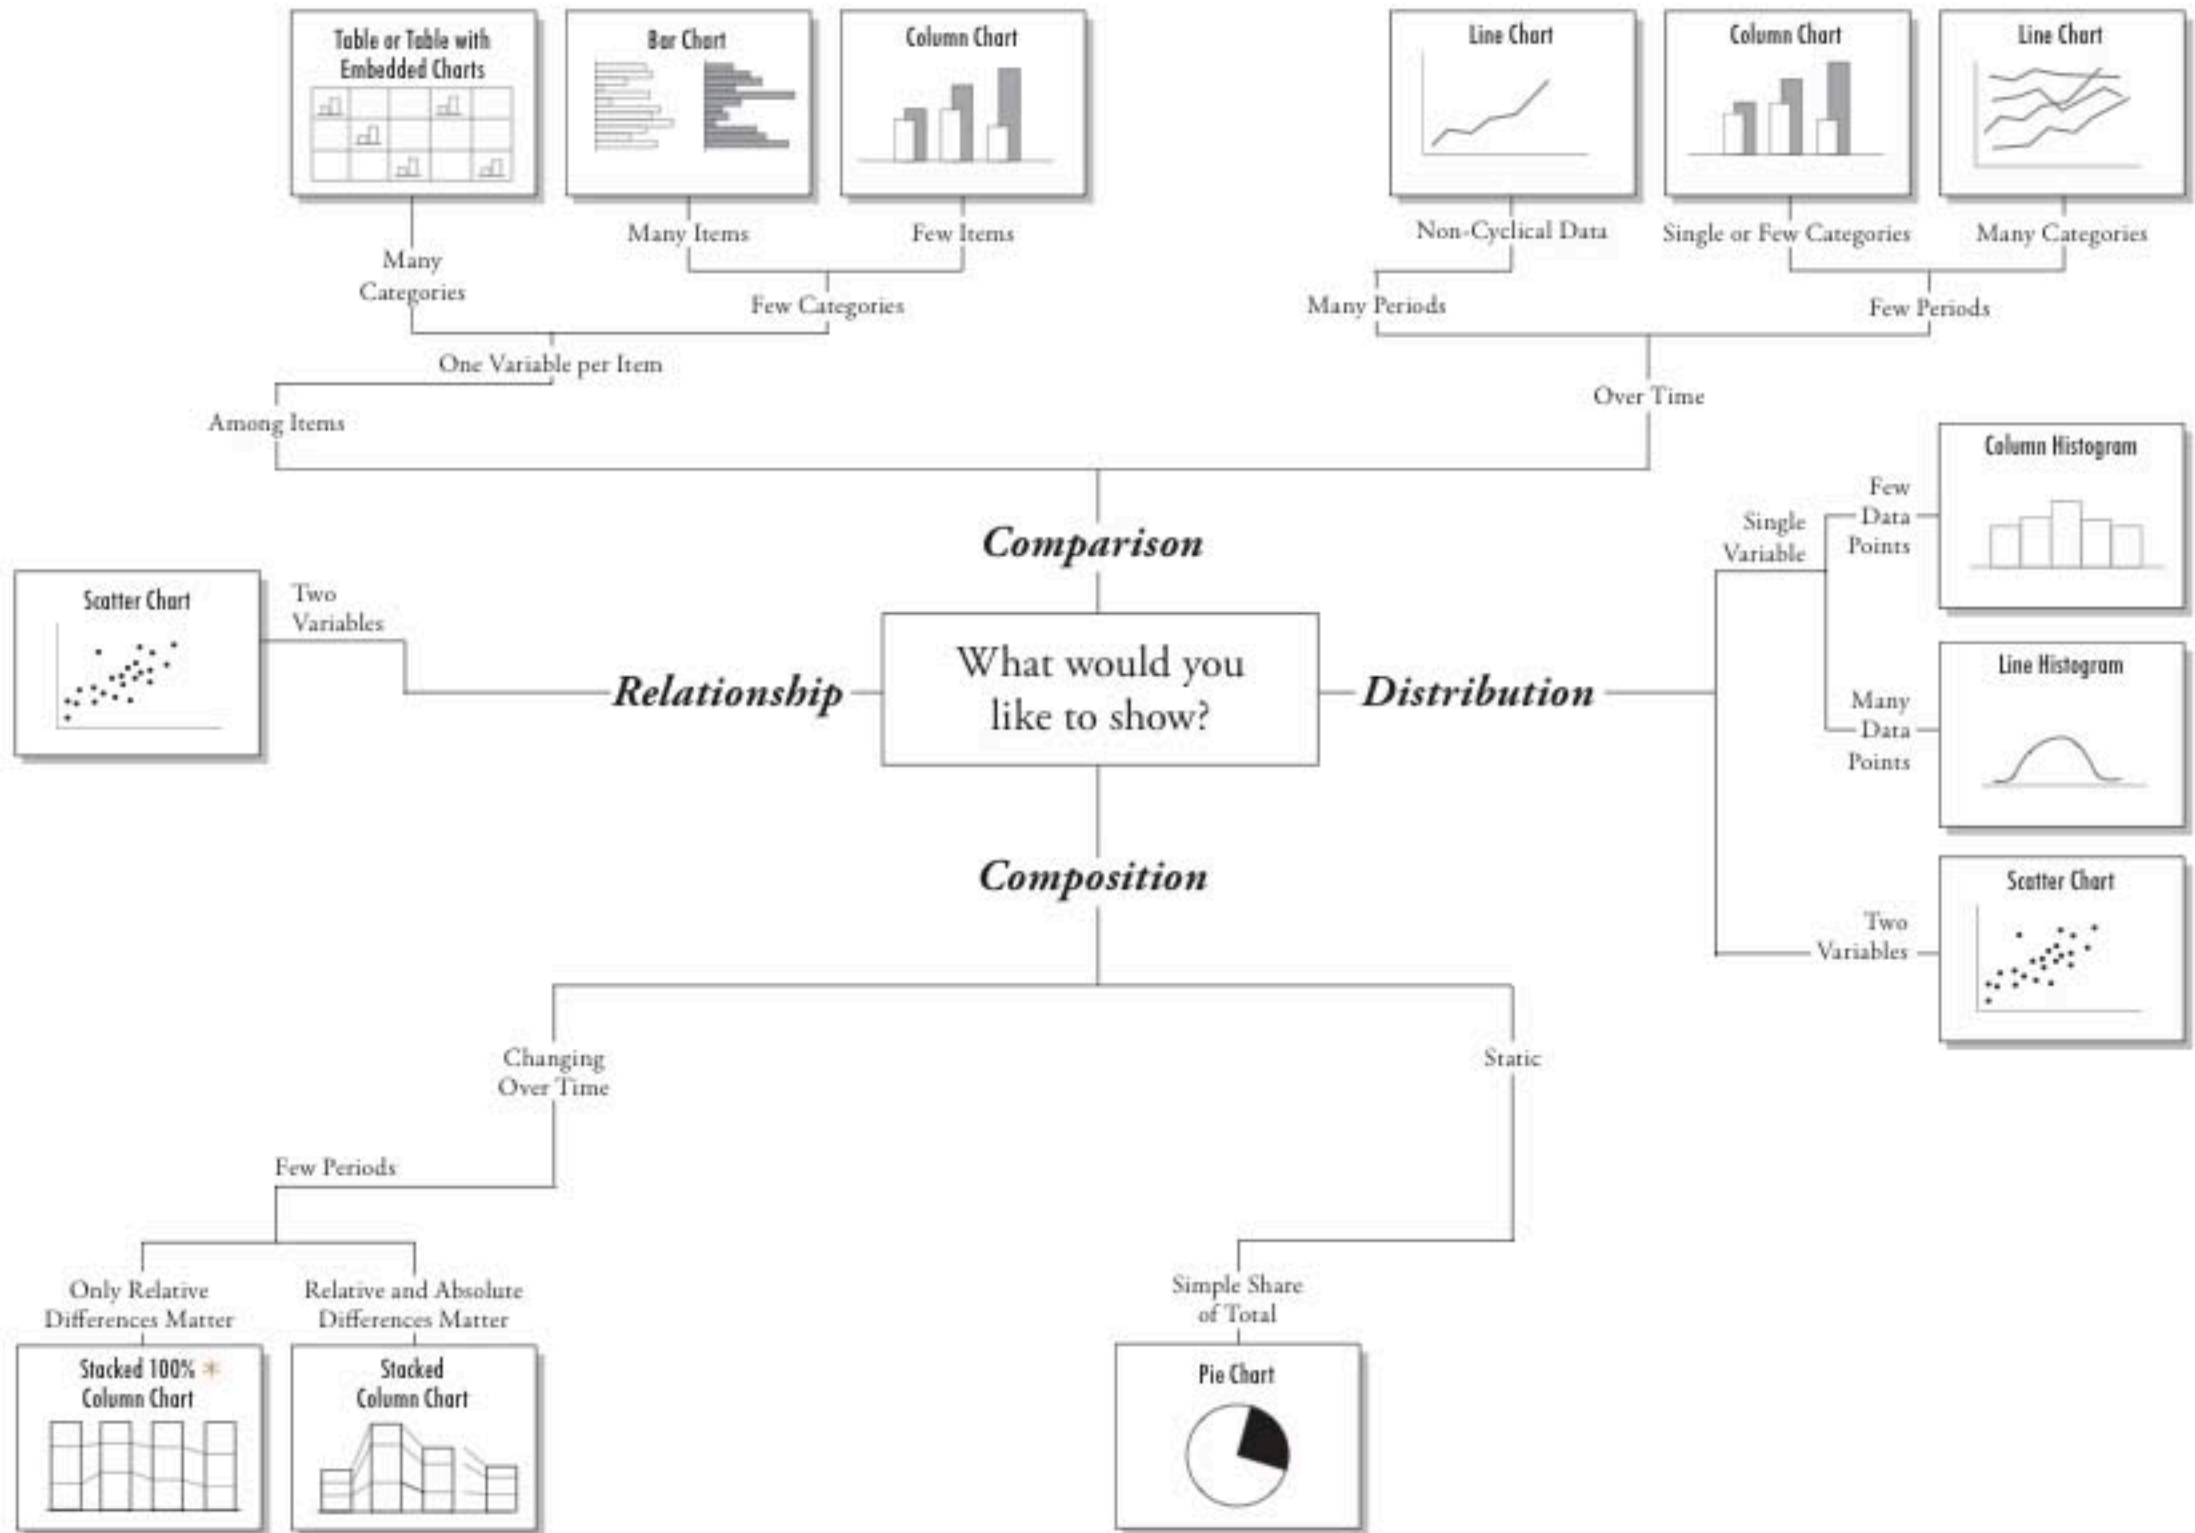 Table or Table with
Embedded Charts
Bar Chart
Column Chart
Line Chart
Column Chart
Line Chart
Many
Categories
Many Items
Few Items
Few Categories
One Variable per Item
Among Items
Non-Cyclical Data
Single or Few Categories
Many Categories
Many Periods
Few Periods
Over Time
Comparison
Scatter Chart
Two
Variables
Relationship
What would you
like to show?
Distribution
Single
Variable
Few
Data
Points
Column Histogram
Many
Data
Points
Line Histogram
Two
Variables
Scatter Chart
Composition
Changing
Over Time
Static
Few Periods
Only Relative
Differences Matter
Relative and Absolute
Differences Matter
Simple Share
of Total
Stacked 100% *
Column Chart
Stacked
Column Chart
Pie Chart